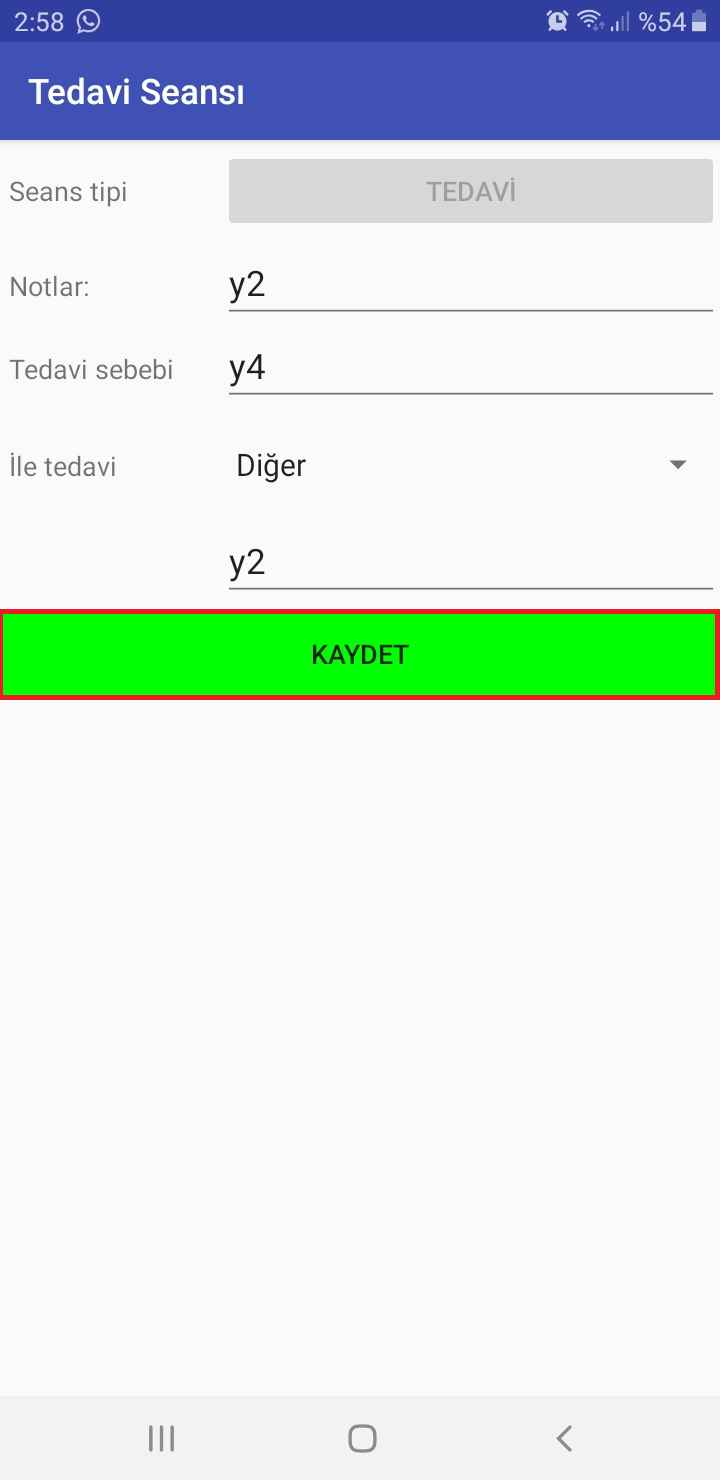 2:58 %54
Tedavi Seansı
Seans tipi TEDAVİ
Notlar: y2
Tedavi sebebi y4
İle tedavi Diğer
y2
KAYDET